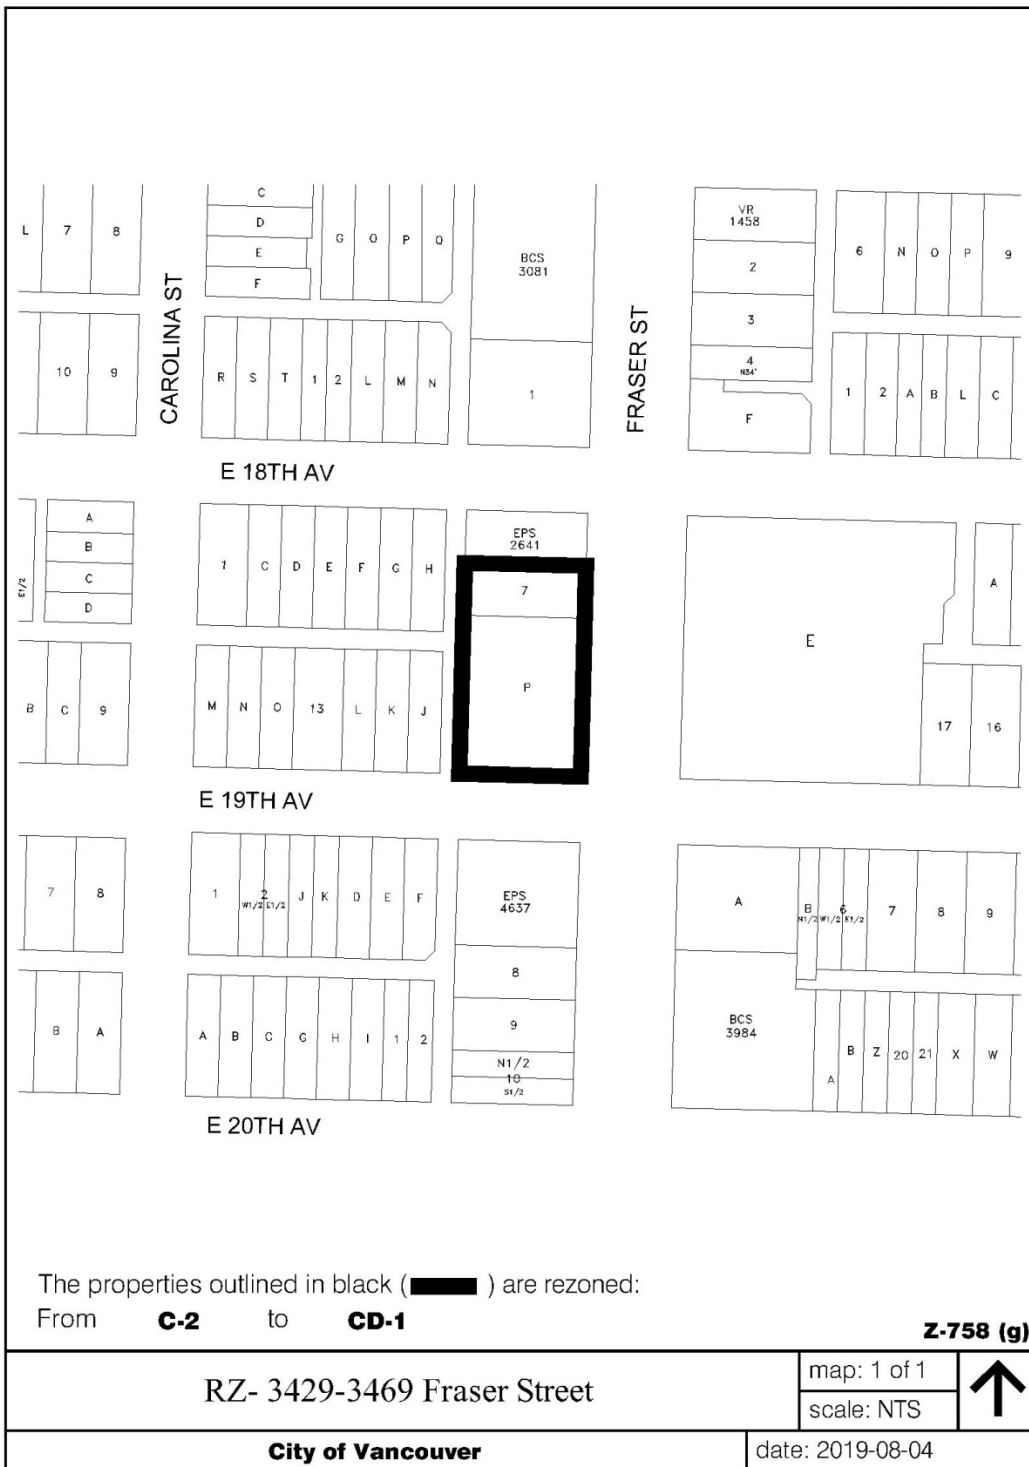 C
D
E
F
L 7 8
G O P Q
BCS
3081
VR
1458
2
3
4
N34'
F
6 N O P 9
CAROLINA ST
FRASER ST
10 9
R S T 1 2 L M N
1
1 2 A B L C
E 18TH AV
E1/2
A
B
C
D
1 C D E F G H
EPS
2641
7
P
E
A
B C 9
M N O 13 L K J
17 16
E 19TH AV
7 8
1 2 J K D E F
W1/2 E1/2
EPS
4637
8
9
N1/2
10
S1/2
A
B 6 7 8 9
N1/2 W1/2 E1/2
BCS
3984
B A
A B C G H I 1 2
A B Z 20 21 X W
E 20TH AV
The properties outlined in black ( ) are rezoned:
From C-2 to CD-1
Z-758 (g)
RZ- 3429-3469 Fraser Street
map: 1 of 1
scale: NTS
City of Vancouver
date: 2019-08-04